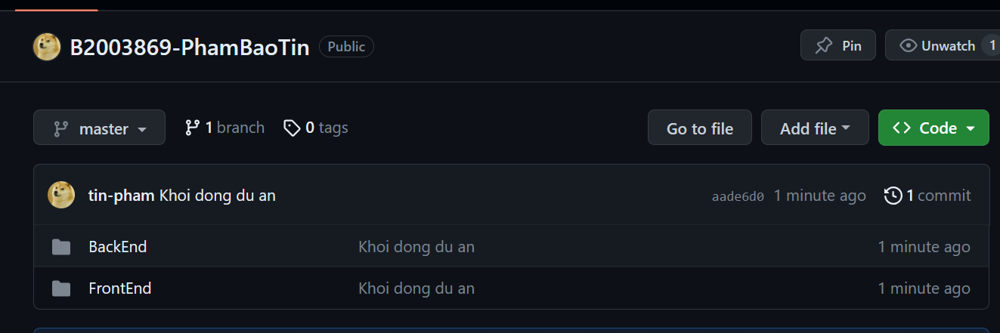 B2003869-PhamBaoTin Public Pin Unwatch 1
master 1 branch 0 tags Go to file Add file Code
tin-pham Khoi dong du an aade6d0 1 minute ago 1 commit
BackEnd Khoi dong du an 1 minute ago
FrontEnd Khoi dong du an 1 minute ago